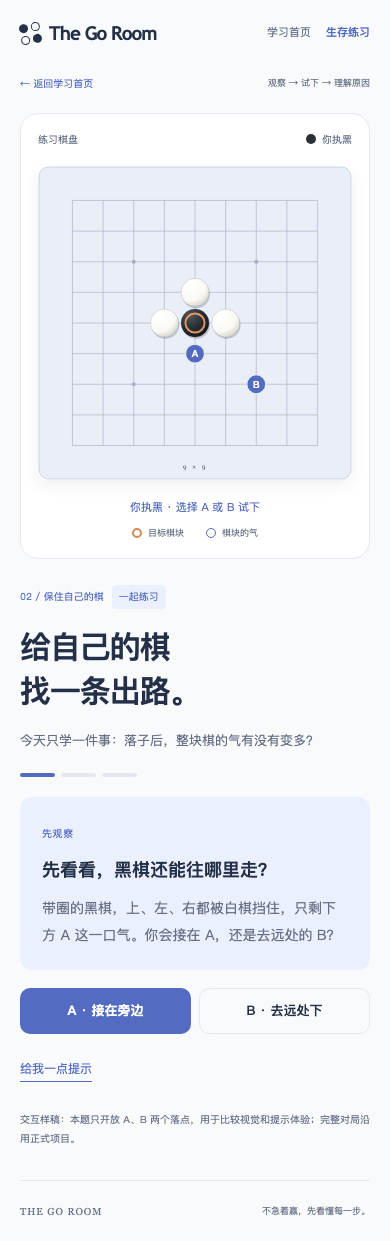 The Go Room
学习首页 生存练习
← 返回学习首页
观察 → 试下 → 理解原因
练习棋盘
你执黑
A
B
9 × 9
你执黑 · 选择 A 或 B 试下
目标棋块 棋块的气
02 / 保住自己的棋 一起练习
给自己的棋
找一条出路。
今天只学一件事：落子后，整块棋的气有没有变多？
先观察
先看看，黑棋还能往哪里走？
带圈的黑棋，上、左、右都被白棋挡住，只剩下
方 A 这一口气。你会接在 A，还是去远处的 B？
A · 接在旁边
B · 去远处下
给我一点提示
交互样稿：本题只开放 A、B 两个落点，用于比较视觉和提示体验；完整对局沿
用正式项目。
THE GO ROOM
不急着赢，先看懂每一步。